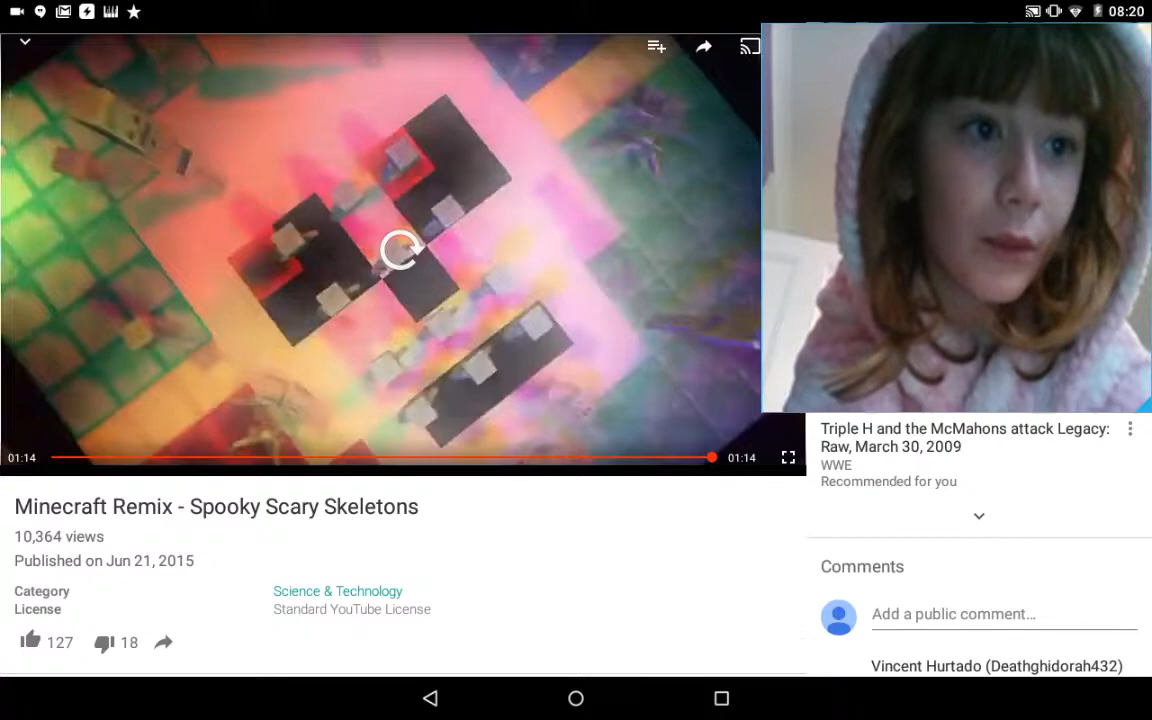 08:20
01:14
01:14
Minecraft Remix - Spooky Scary Skeletons
10,364 views
Published on Jun 21, 2015
Category
Science & Technology
License
Standard YouTube License
127
18
Triple H and the McMahons attack Legacy:
Raw, March 30, 2009
WWE
Recommended for you
Comments
Add a public comment...
Vincent Hurtado (Deathghidorah432)